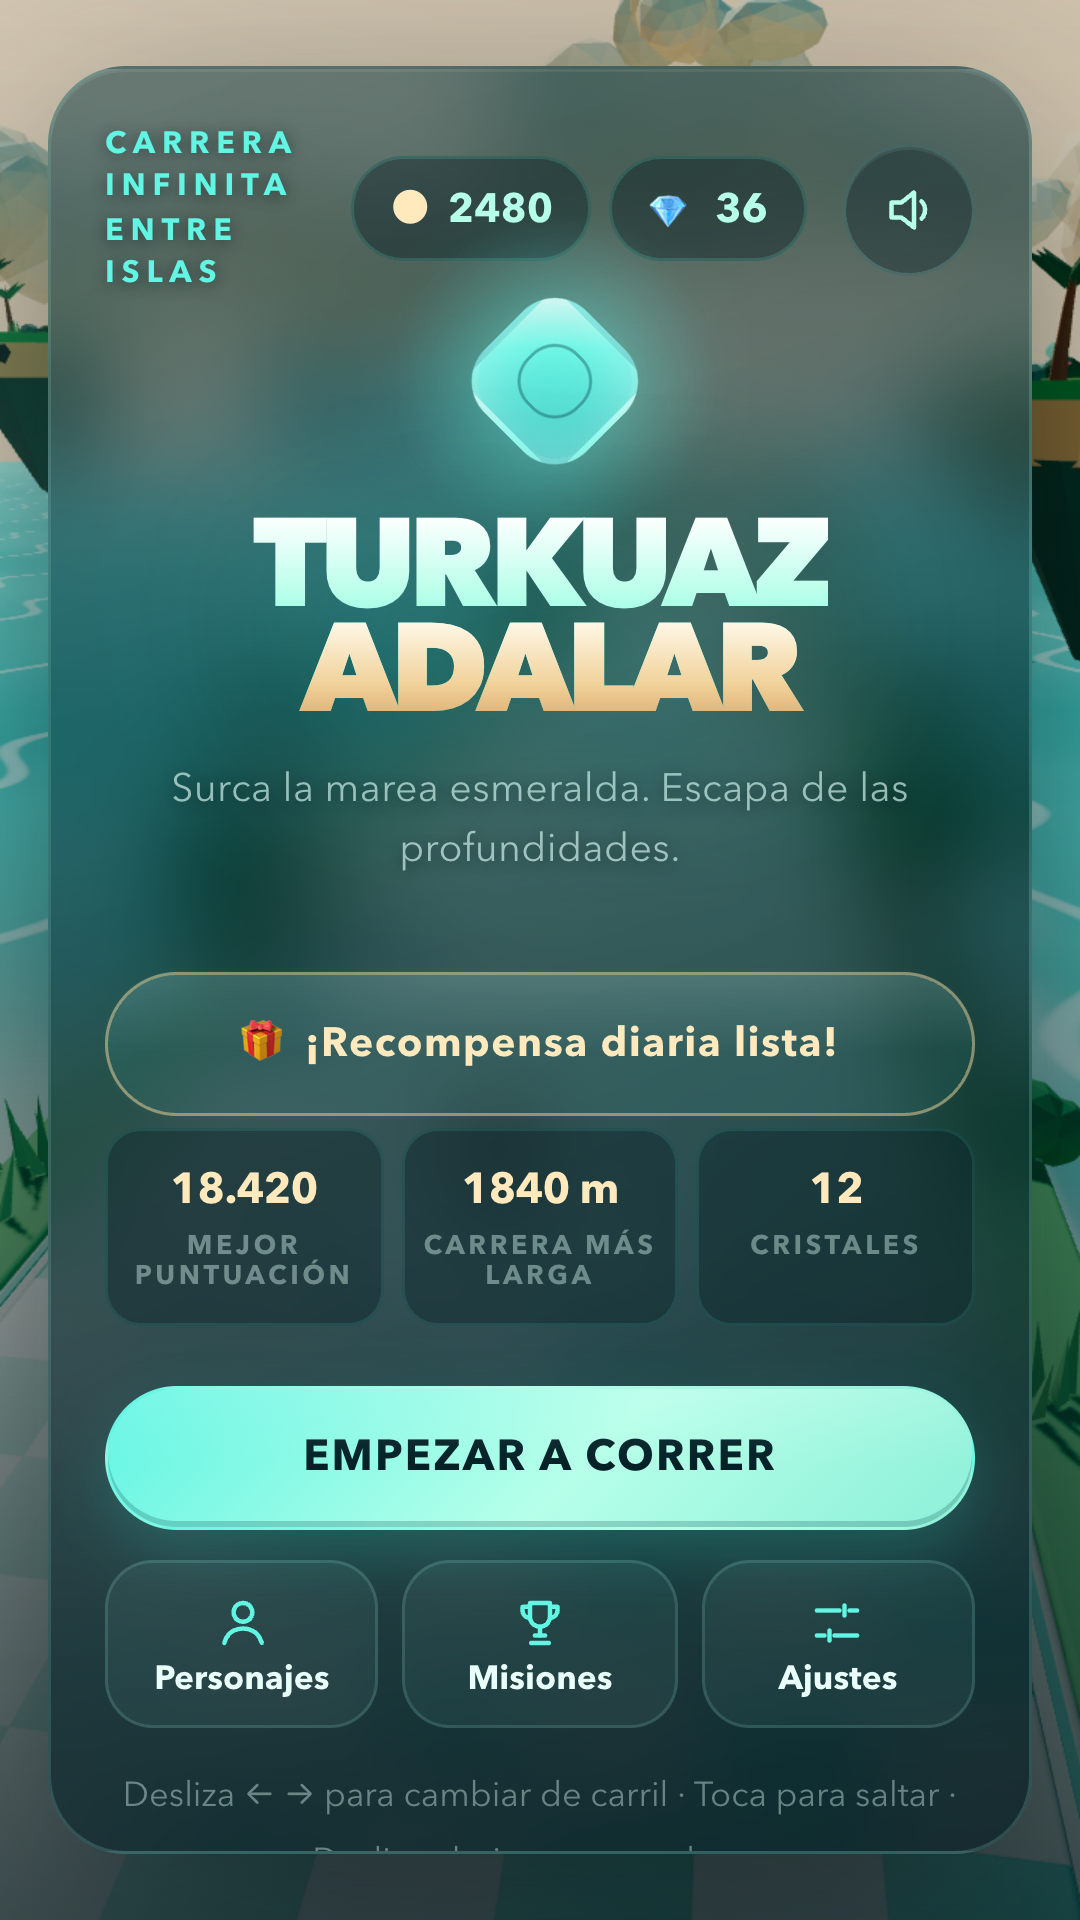 CARRERA
INFINITA
ENTRE
ISLAS
2480
36
TURKUAZ
ADALAR
Surca la marea esmeralda. Escapa de las
profundidades.
¡Recompensa diaria lista!
18.420
MEJOR
PUNTUACIÓN
1840 m
CARRERA MÁS
LARGA
12
CRISTALES
EMPEZAR A CORRER
Personajes
Misiones
Ajustes
Desliza ← → para cambiar de carril · Toca para saltar ·